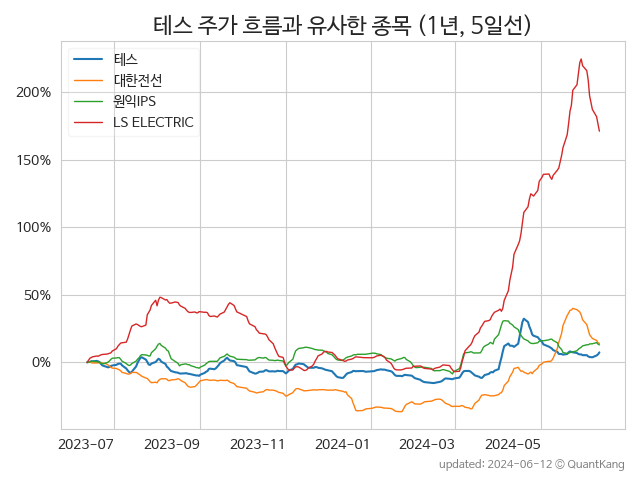 테스 주가 흐름과 유사한 종목 (1년, 5일선)
테스
대한전선
원익IPS
LS ELECTRIC
200%
150%
100%
50%
0%
2023-07 2023-09 2023-11 2024-01 2024-03 2024-05
updated: 2024-06-12 © QuantKang